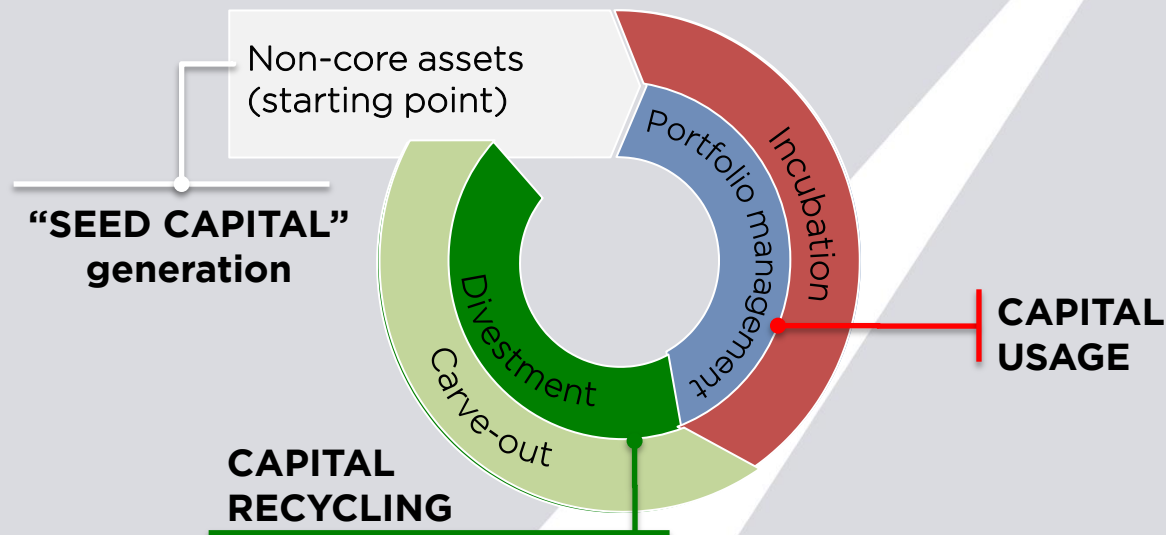 Non-core assets
(starting point)
“SEED CAPITAL”
generation
Portfolio management
Incubation
CAPITAL
USAGE
Divestment
Carve-out
CAPITAL
RECYCLING